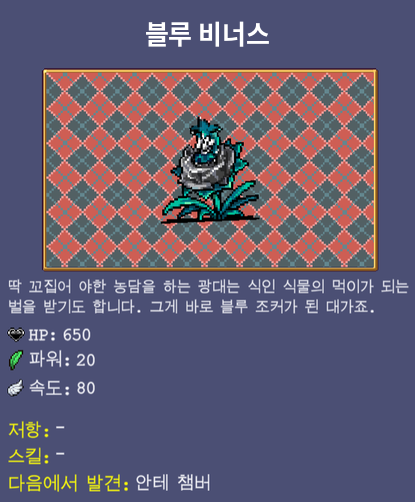 블루 비너스
딱 꼬집어 야한 농담을 하는 광대는 식인 식물의 먹이가 되는
벌을 받기도 합니다. 그게 바로 블루 조커가 된 대가죠.
HP: 650
파워: 20
속도: 80
저항: -
스킬: -
다음에서 발견: 안테 챔버